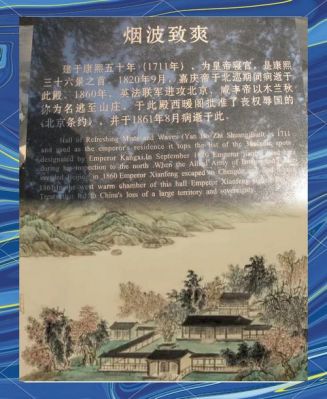 烟波致爽
建于康熙五十年（1711年），为皇帝寝宫，是康熙
三十六景之首。1820年9月，嘉庆帝于北巡期间病逝于
此殿。1860年，英法联军进攻北京，咸丰帝以木兰秋
狝为名逃至山庄，于此殿西暖阁批准了丧权辱国的
《北京条约》，并于1861年8月病逝于此。
Hall of Refreshing Mists and Waves (Yan Bo Zhi Shuang) built in 1711
and used as the emperor's residence it tops the list of the 36 scenic spots
designated by Emperor Kangxi. In September 1820 Emperor Jiaqing
during his inspection to the north. When the Allied Army of
in 1860 Emperor Xianfeng escaped to Chengde
west warm chamber of this hall Emperor Xianfeng
to China's loss of a large territory and sovereignty